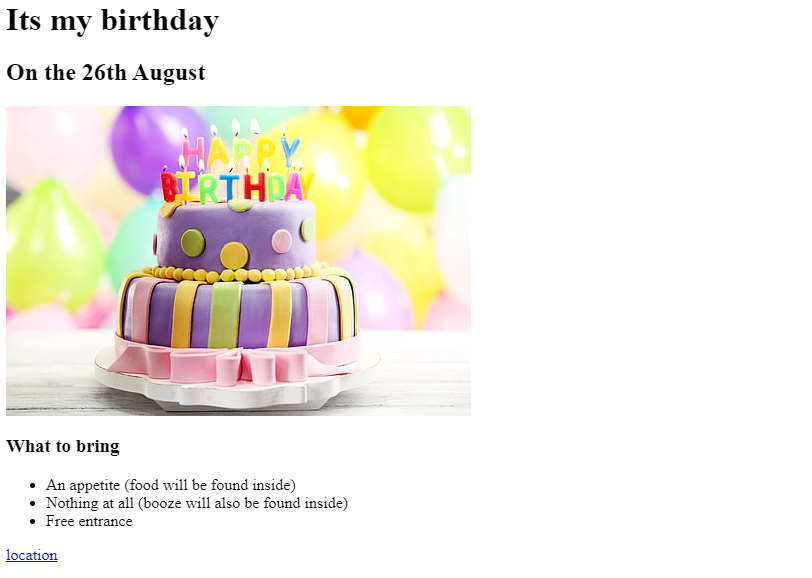 Its my birthday
On the 26th August
HAPPY
BIRTHDAY
What to bring
An appetite (food will be found inside)
Nothing at all (booze will also be found inside)
Free entrance
location